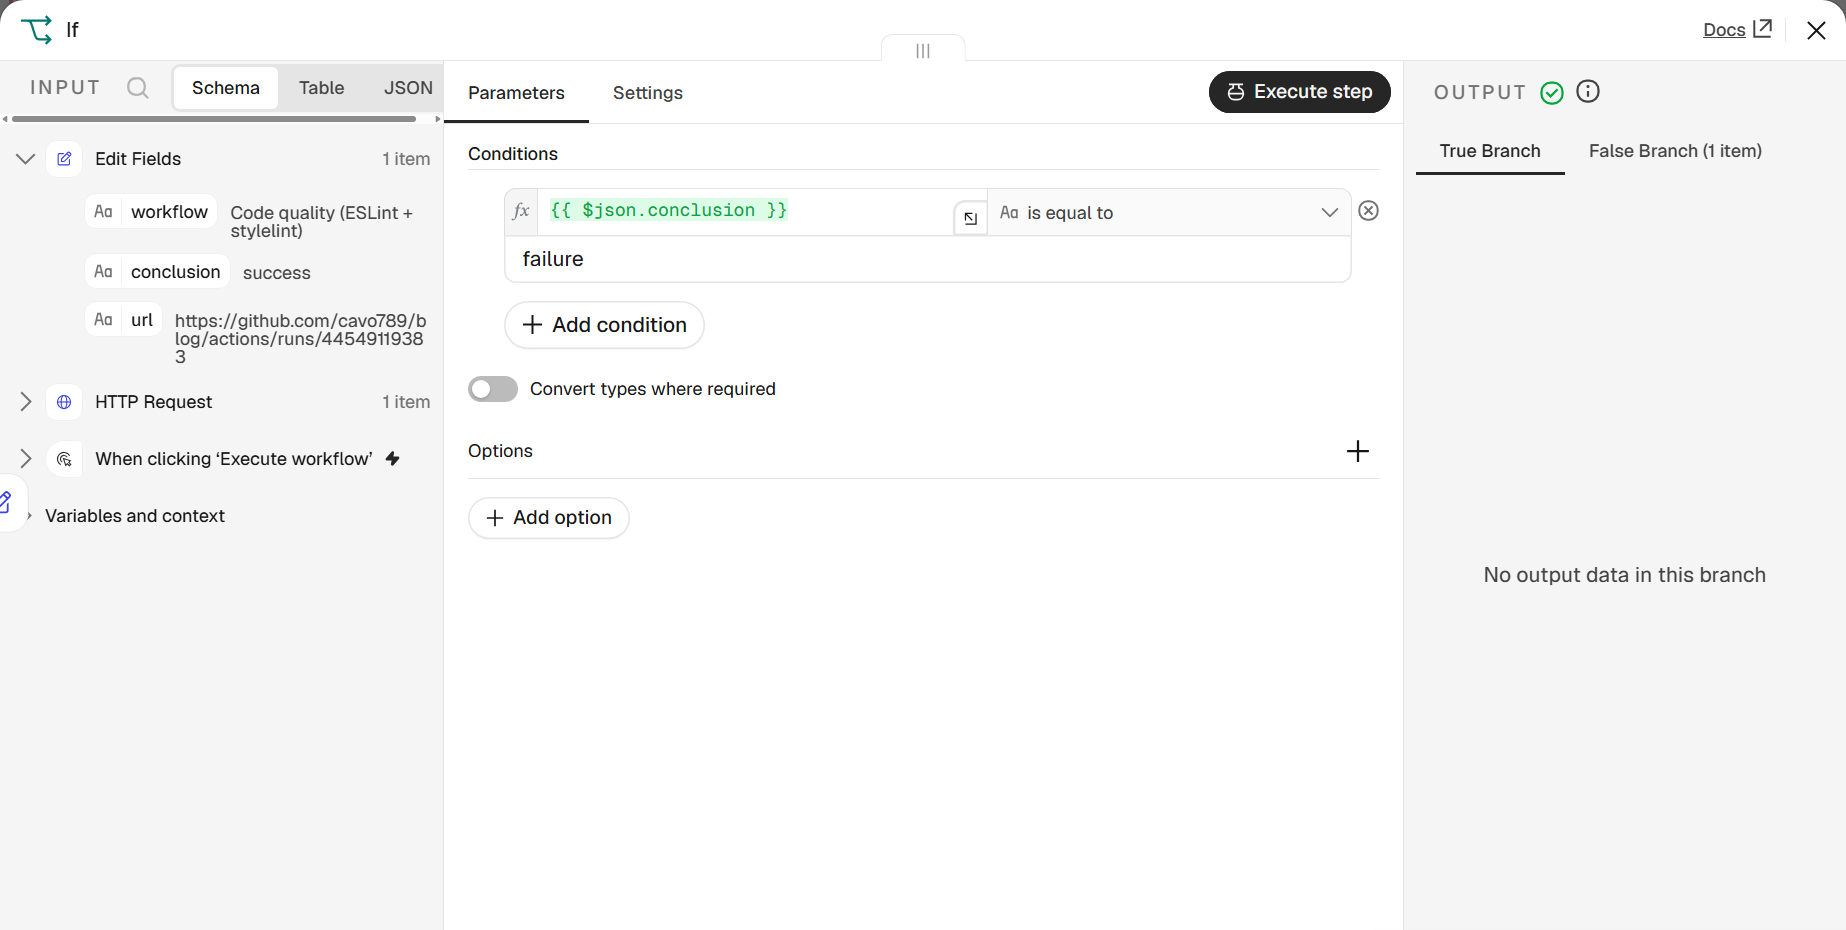 If
Docs
INPUT
Schema
Table
JSON
Parameters
Settings
Execute step
OUTPUT
True Branch
False Branch (1 item)
Edit Fields
1 item
Aa workflow
Code quality (ESLint +
stylelint)
Aa conclusion
success
Aa url
https://github.com/cavo789/b
log/actions/runs/4454911938
3
HTTP Request
1 item
When clicking ‘Execute workflow’
Variables and context
Conditions
fx {{ $json.conclusion }}
Aa is equal to
failure
Add condition
Convert types where required
Options
Add option
No output data in this branch